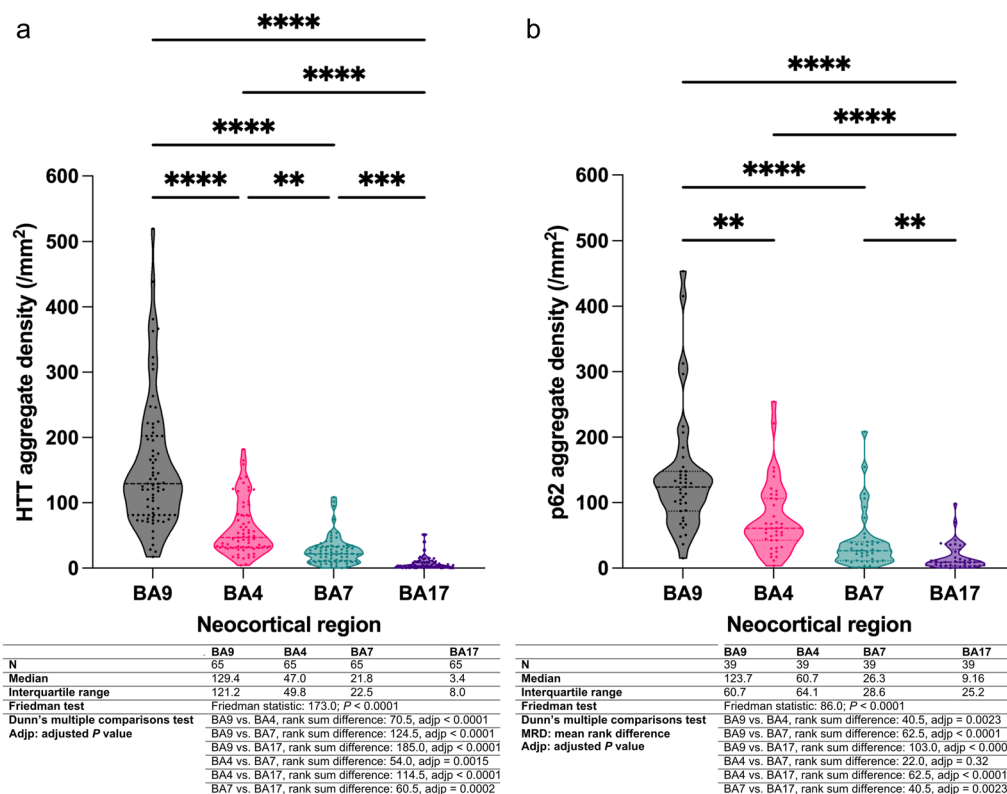 a
****
****
****
**** ** ***
600
500
400
300
200
100
0
HTT aggregate density (/mm²)
BA9 BA4 BA7 BA17
Neocortical region
BA9 BA4 BA7 BA17
N 65 65 65 65
Median 129.4 47.0 21.8 3.4
Interquartile range 121.2 49.8 22.5 8.0
Friedman test Friedman statistic: 173.0; P < 0.0001
Dunn's multiple comparisons test BA9 vs. BA4, rank sum difference: 70.5, adjp < 0.0001
Adjp: adjusted P value BA9 vs. BA7, rank sum difference: 124.5, adjp < 0.0001
BA9 vs. BA17, rank sum difference: 185.0, adjp < 0.0001
BA4 vs. BA7, rank sum difference: 54.0, adjp = 0.0015
BA4 vs. BA17, rank sum difference: 114.5, adjp < 0.0001
BA7 vs. BA17, rank sum difference: 60.5, adjp = 0.0002
b
****
****
****
** **
600
500
400
300
200
100
0
p62 aggregate density (/mm²)
BA9 BA4 BA7 BA17
Neocortical region
BA9 BA4 BA7 BA17
N 39 39 39 39
Median 123.7 60.7 26.3 9.16
Interquartile range 60.7 64.1 28.6 25.2
Friedman test Friedman statistic: 86.0; P < 0.0001
Dunn's multiple comparisons test BA9 vs. BA4, rank sum difference: 40.5, adjp = 0.0023
MRD: mean rank difference BA9 vs. BA7, rank sum difference: 62.5, adjp < 0.0001
Adjp: adjusted P value BA9 vs. BA17, rank sum difference: 103.0, adjp < 0.000
BA4 vs. BA7, rank sum difference: 22.0, adjp = 0.32
BA4 vs. BA17, rank sum difference: 62.5, adjp < 0.0001
BA7 vs. BA17, rank sum difference: 40.5, adjp = 0.0023